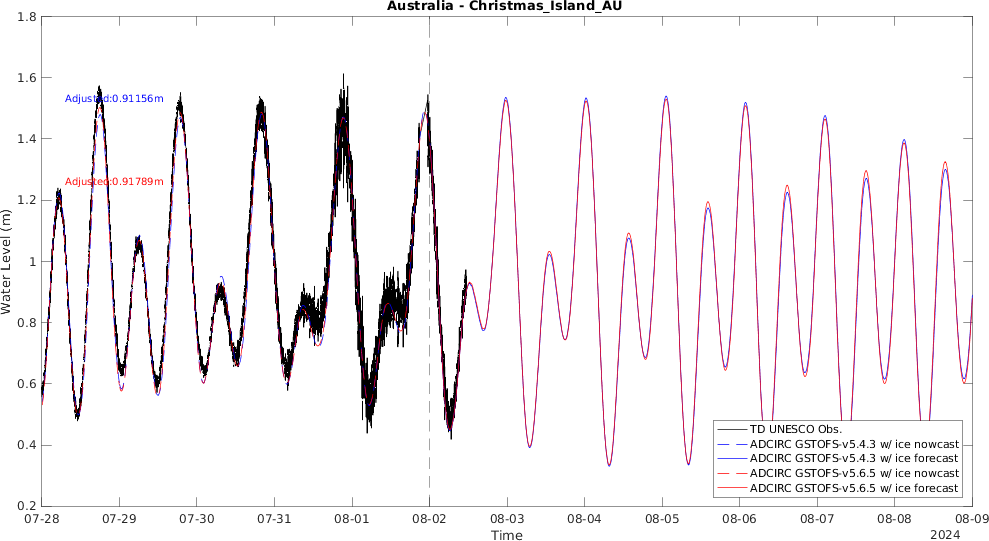 Australia - Christmas_Island_AU
1.8
1.6
1.4
1.2
1
0.8
0.6
0.4
0.2
Water Level (m)
Adjusted:0.91156m
Adjusted:0.91789m
TD UNESCO Obs.
ADCIRC GSTOFS-v5.4.3 w/ ice nowcast
ADCIRC GSTOFS-v5.4.3 w/ ice forecast
ADCIRC GSTOFS-v5.6.5 w/ ice nowcast
ADCIRC GSTOFS-v5.6.5 w/ ice forecast
07-28 07-29 07-30 07-31 08-01 08-02 08-03 08-04 08-05 08-06 08-07 08-08 08-09
Time
2024